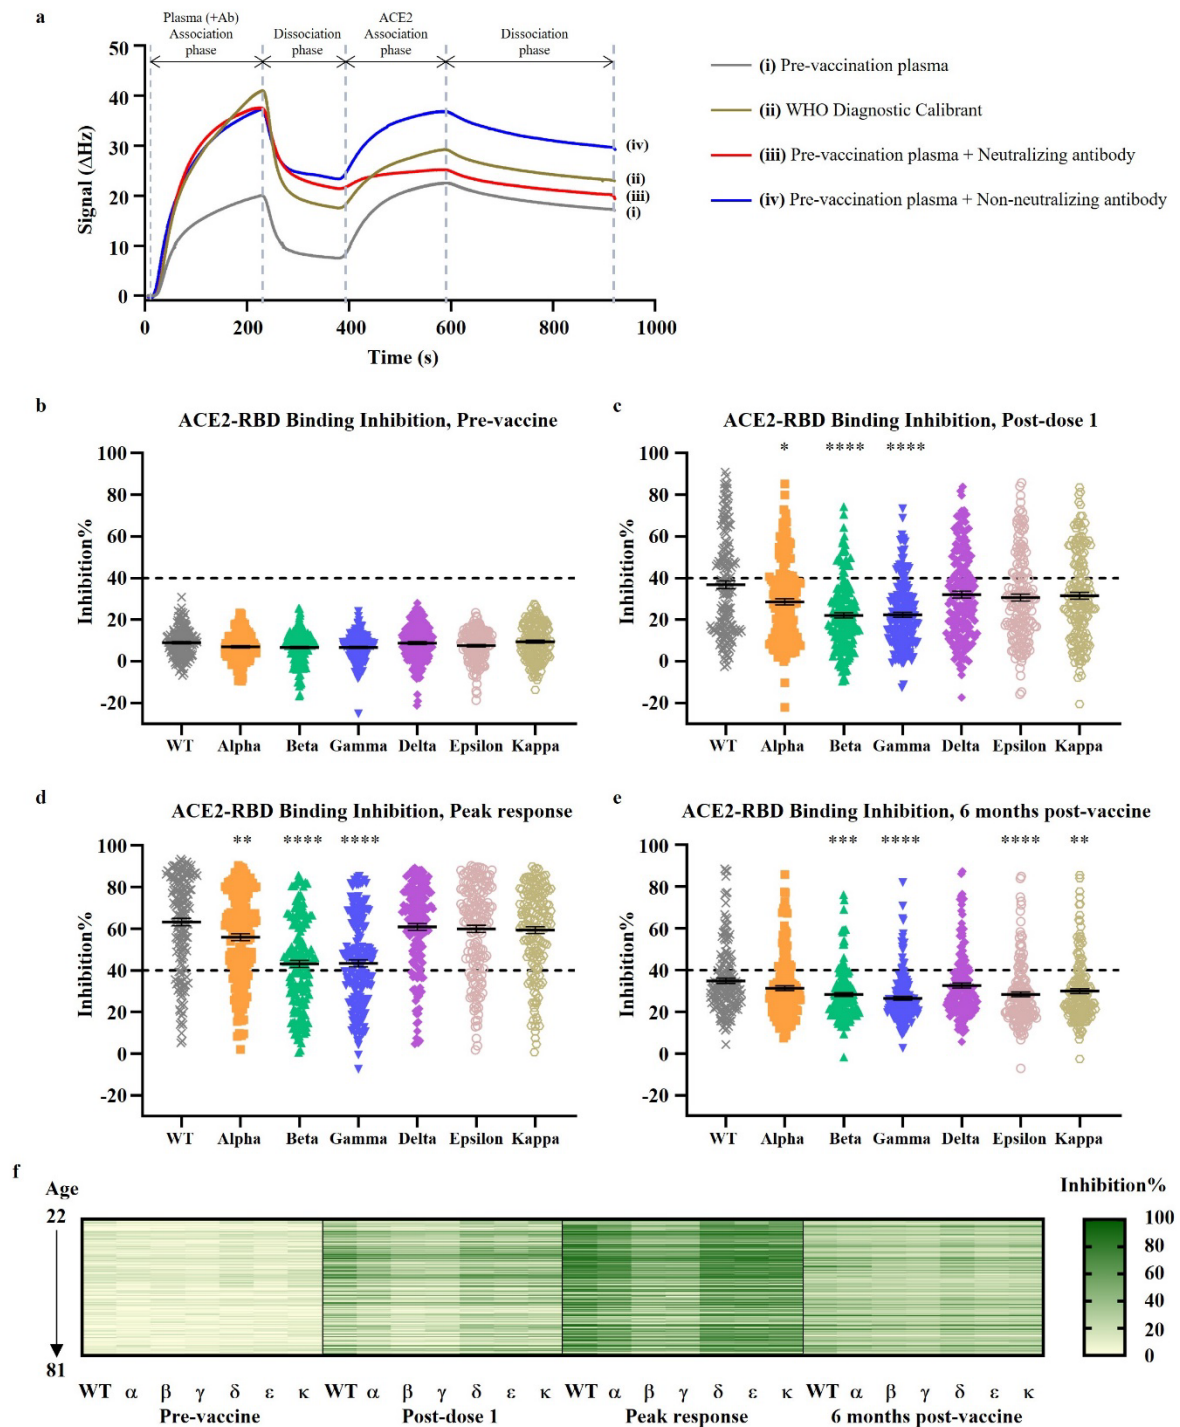 a
Plasma (+Ab)
Association
phase
Dissociation
phase
ACE2
Association
phase
Dissociation
phase
50
40
30
20
10
0
Signal (ΔHz)
(iv)
(ii)
(iii)
(i)
0 200 400 600 800 1000
Time (s)
(i) Pre-vaccination plasma
(ii) WHO Diagnostic Calibrant
(iii) Pre-vaccination plasma + Neutralizing antibody
(iv) Pre-vaccination plasma + Non-neutralizing antibody
b
ACE2-RBD Binding Inhibition, Pre-vaccine
100
80
60
40
20
0
-20
Inhibition%
WT Alpha Beta Gamma Delta Epsilon Kappa
c
ACE2-RBD Binding Inhibition, Post-dose 1
* **** ****
100
80
60
40
20
0
-20
Inhibition%
WT Alpha Beta Gamma Delta Epsilon Kappa
d
ACE2-RBD Binding Inhibition, Peak response
** **** ****
100
80
60
40
20
0
-20
Inhibition%
WT Alpha Beta Gamma Delta Epsilon Kappa
e
ACE2-RBD Binding Inhibition, 6 months post-vaccine
*** **** **** **
100
80
60
40
20
0
-20
Inhibition%
WT Alpha Beta Gamma Delta Epsilon Kappa
f
Age
22
81
WT α β γ δ ε κ WT α β γ δ ε κ WT α β γ δ ε κ WT α β γ δ ε κ
Pre-vaccine Post-dose 1 Peak response 6 months post-vaccine
Inhibition%
100
80
60
40
20
0